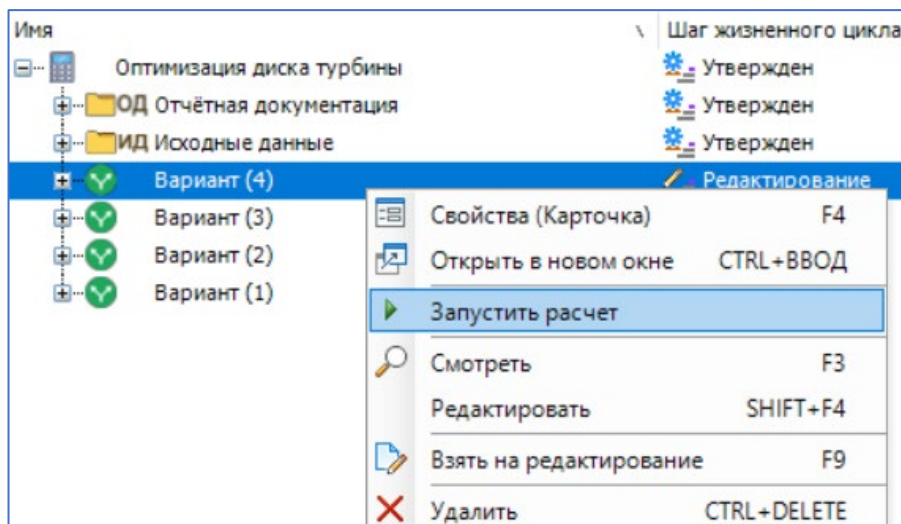 Имя Шаг жизненного цикла
Оптимизация диска турбины Утвержден
ОД Отчётная документация Утвержден
ИД Исходные данные Утвержден
Вариант (4) Редактирование
Вариант (3)
Вариант (2)
Вариант (1)
Свойства (Карточка) F4
Открыть в новом окне CTRL+ВВОД
Запустить расчет
Смотреть F3
Редактировать SHIFT+F4
Взять на редактирование F9
Удалить CTRL+DELETE